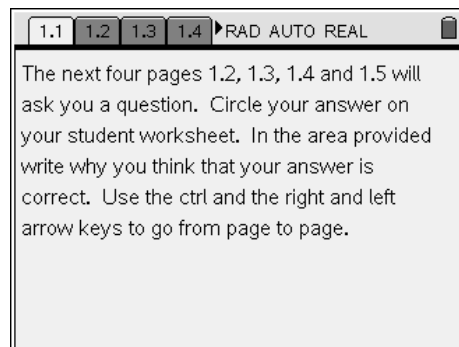 1.1 1.2 1.3 1.4 RAD AUTO REAL
The next four pages 1.2, 1.3, 1.4 and 1.5 will
ask you a question. Circle your answer on
your student worksheet. In the area provided
write why you think that your answer is
correct. Use the ctrl and the right and left
arrow keys to go from page to page.